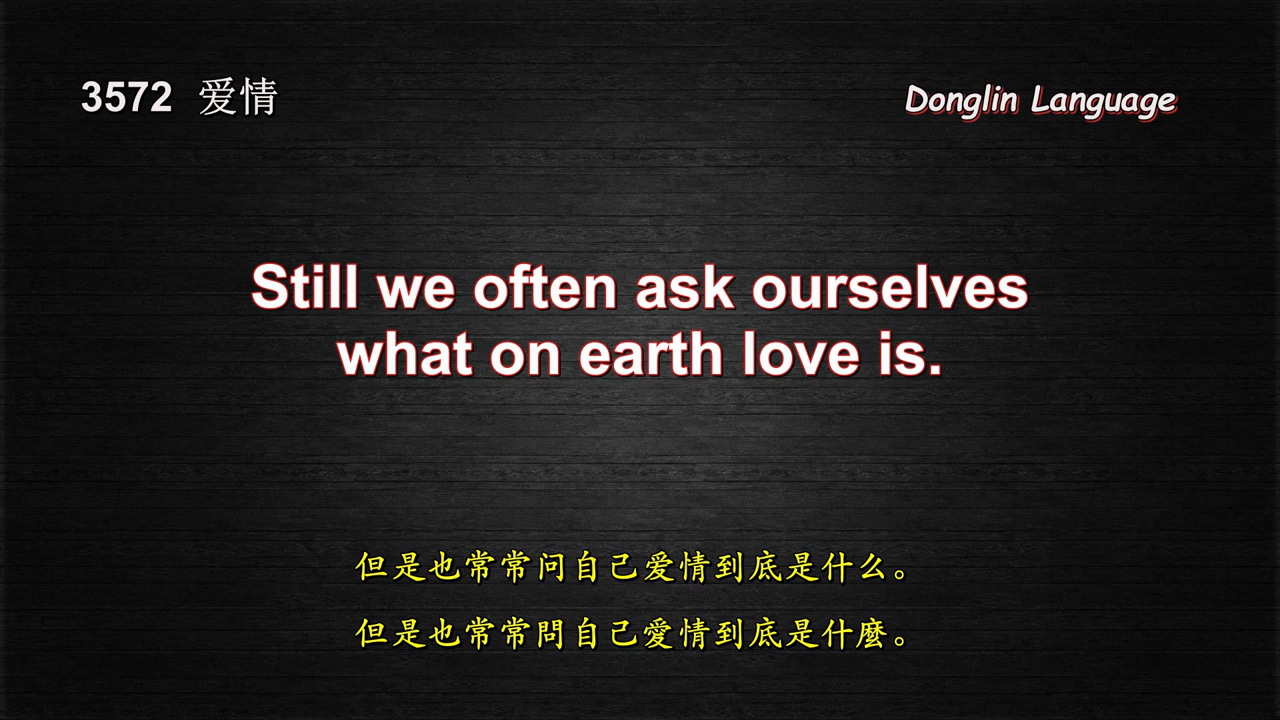 3572 爱情
Donglin Language
Still we often ask ourselves
what on earth love is.
但是也常常问自己爱情到底是什么。
但是也常常問自己愛情到底是什麼。